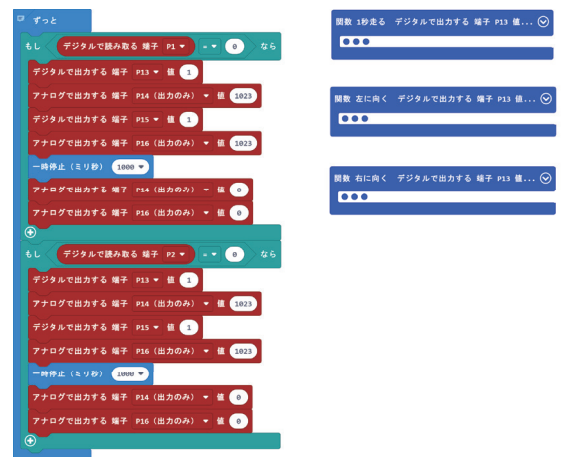 ずっと
もし デジタルで読み取る 端子 P1 = 0 なら
デジタルで出力する 端子 P13 値 1
アナログで出力する 端子 P14（出力のみ） 値 1023
デジタルで出力する 端子 P15 値 1
アナログで出力する 端子 P16（出力のみ） 値 1023
一時停止（ミリ秒） 1000
アナログで出力する 端子 P14（出力のみ） 値 0
アナログで出力する 端子 P16（出力のみ） 値 0
もし デジタルで読み取る 端子 P2 = 0 なら
デジタルで出力する 端子 P13 値 1
アナログで出力する 端子 P14（出力のみ） 値 1023
デジタルで出力する 端子 P15 値 1
アナログで出力する 端子 P16（出力のみ） 値 1023
一時停止（ミリ秒） 1000
アナログで出力する 端子 P14（出力のみ） 値 0
アナログで出力する 端子 P16（出力のみ） 値 0
関数 1秒走る デジタルで出力する 端子 P13 値...
関数 左に向く デジタルで出力する 端子 P13 値...
関数 右に向く デジタルで出力する 端子 P13 値...